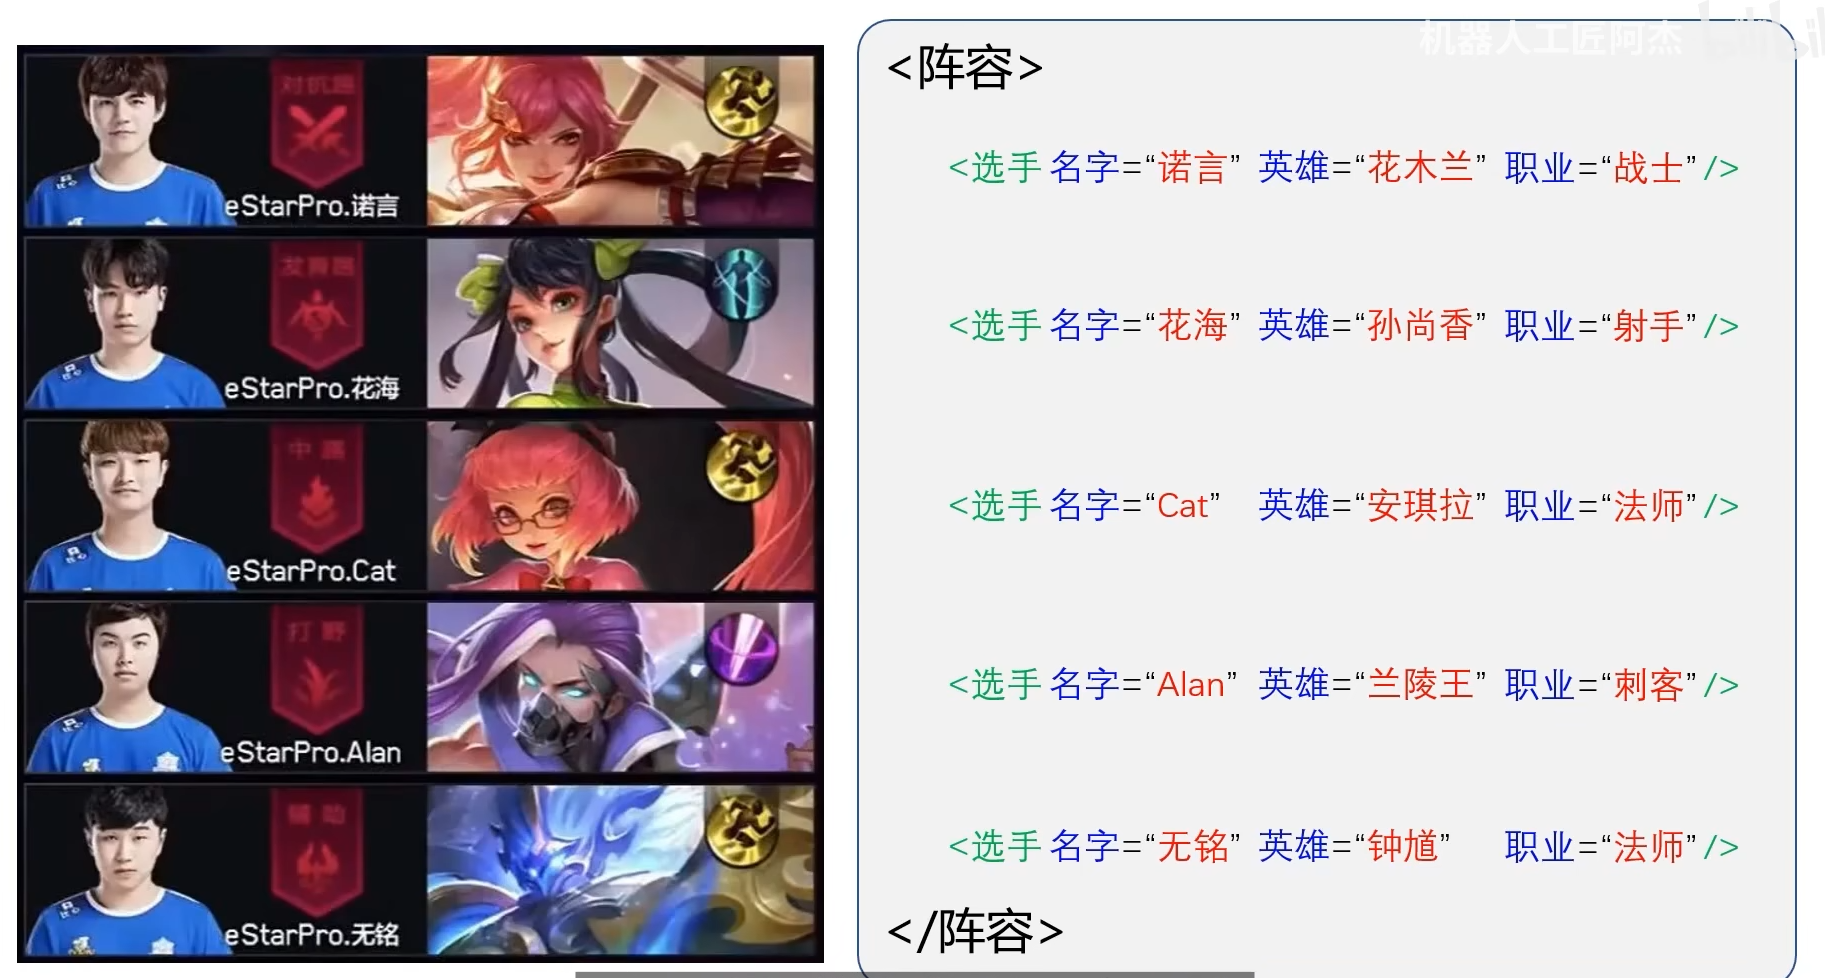 对抗路
eStarPro.诺言
发育路
eStarPro.花海
中路
eStarPro.Cat
打野
eStarPro.Alan
辅助
eStarPro.无铭
机器人工匠阿杰 bilibili
<阵容>
<选手 名字=“诺言” 英雄=“花木兰” 职业=“战士” />
<选手 名字=“花海” 英雄=“孙尚香” 职业=“射手” />
<选手 名字=“Cat” 英雄=“安琪拉” 职业=“法师” />
<选手 名字=“Alan” 英雄=“兰陵王” 职业=“刺客” />
<选手 名字=“无铭” 英雄=“钟馗” 职业=“法师” />
</阵容>